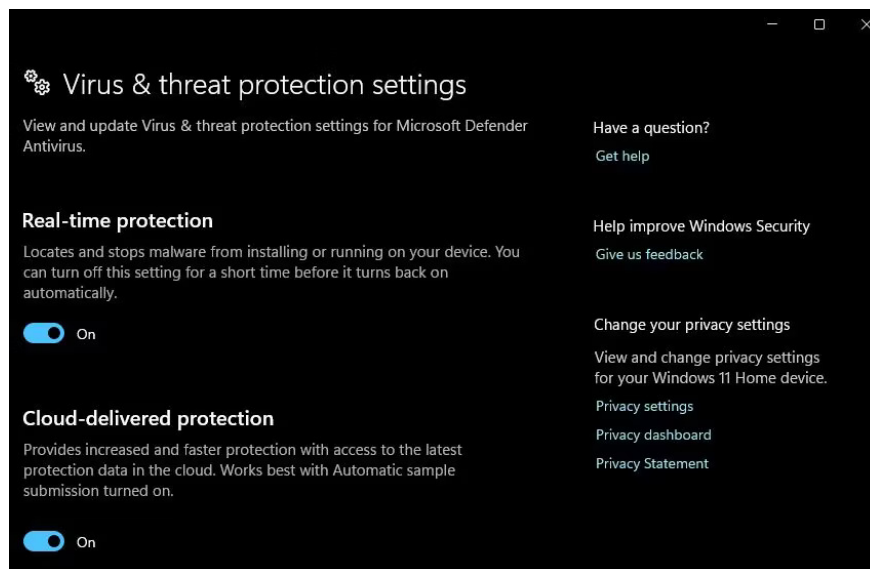 Virus & threat protection settings
View and update Virus & threat protection settings for Microsoft Defender
Antivirus.
Real-time protection
Locates and stops malware from installing or running on your device. You
can turn off this setting for a short time before it turns back on
automatically.
On
Cloud-delivered protection
Provides increased and faster protection with access to the latest
protection data in the cloud. Works best with Automatic sample
submission turned on.
On
Have a question?
Get help
Help improve Windows Security
Give us feedback
Change your privacy settings
View and change privacy settings
for your Windows 11 Home device.
Privacy settings
Privacy dashboard
Privacy Statement